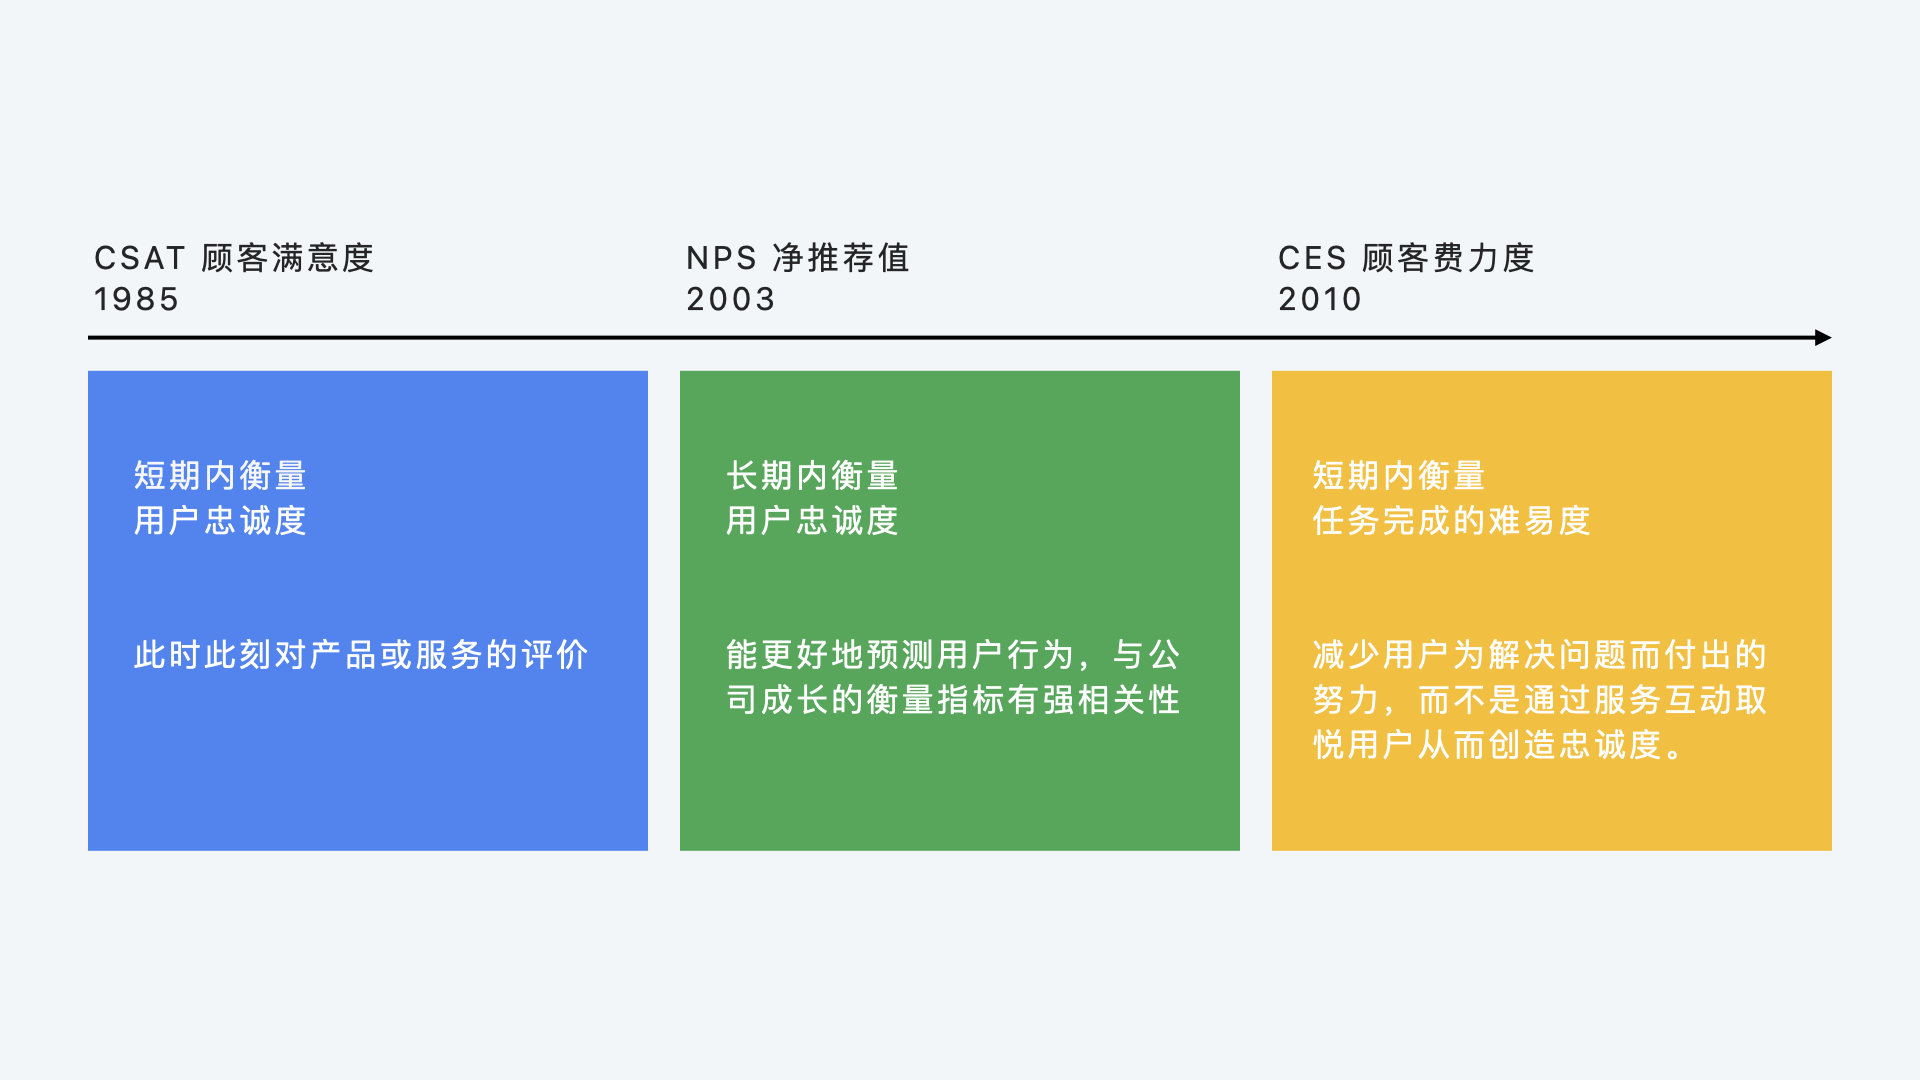 CSAT 顾客满意度
1985
NPS 净推荐值
2003
CES 顾客费力度
2010
短期内衡量
用户忠诚度
此时此刻对产品或服务的评价
长期内衡量
用户忠诚度
能更好地预测用户行为，与公
司成长的衡量指标有强相关性
短期内衡量
任务完成的难易度
减少用户为解决问题而付出的
努力，而不是通过服务互动取
悦用户从而创造忠诚度。